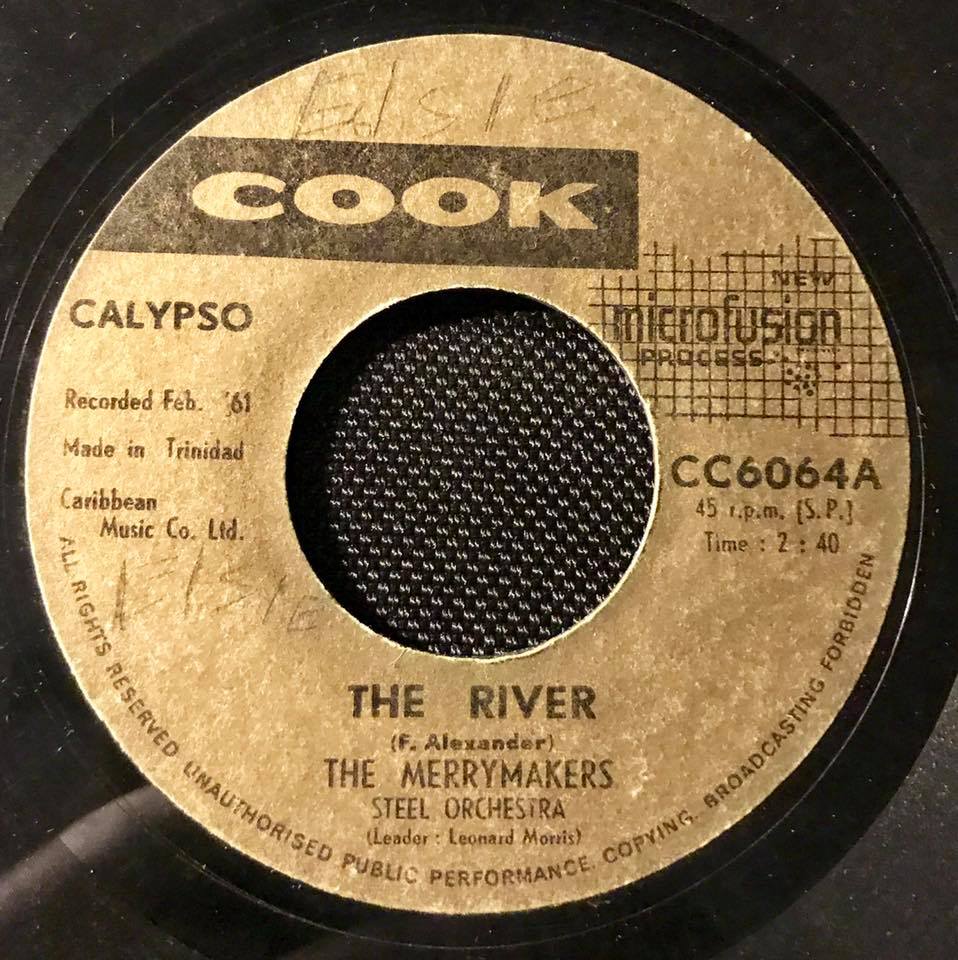 Elsie
COOK
NEW
microfusion
PROCESS
CALYPSO
Recorded Feb. '61
Made in Trinidad
Caribbean
Music Co. Ltd.
CC6064A
45 r.p.m. [S.P.]
Time : 2 : 40
Elsie
THE RIVER
(F. Alexander)
THE MERRYMAKERS
STEEL ORCHESTRA
(Leader : Leonard Morris)
ALL RIGHTS RESERVED UNAUTHORISED PUBLIC PERFORMANCE. COPYING. BROADCASTING FORBIDDEN